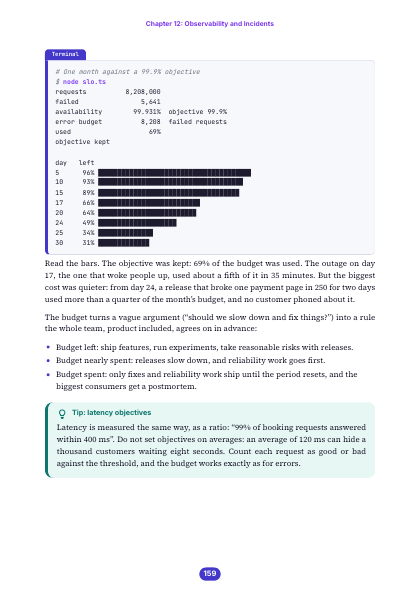 Chapter 12: Observability and Incidents
Terminal
# One month against a 99.9% objective
$ node slo.ts
requests 8,208,000
failed 5,641
availability 99.931% objective 99.9%
error budget 8,208 failed requests
used 69%
objective kept
day left
5 96%
10 93%
15 89%
17 66%
20 64%
24 49%
25 34%
30 31%
Read the bars. The objective was kept: 69% of the budget was used. The outage on day
17, the one that woke people up, used about a fifth of it in 35 minutes. But the biggest
cost was quieter: from day 24, a release that broke one payment page in 250 for two days
used more than a quarter of the month's budget, and no customer phoned about it.
The budget turns a vague argument (“should we slow down and fix things?”) into a rule
the whole team, product included, agrees on in advance:
• Budget left: ship features, run experiments, take reasonable risks with releases.
• Budget nearly spent: releases slow down, and reliability work goes first.
• Budget spent: only fixes and reliability work ship until the period resets, and the
biggest consumers get a postmortem.
Tip: latency objectives
Latency is measured the same way, as a ratio: “99% of booking requests answered
within 400 ms”. Do not set objectives on averages: an average of 120 ms can hide a
thousand customers waiting eight seconds. Count each request as good or bad
against the threshold, and the budget works exactly as for errors.
159